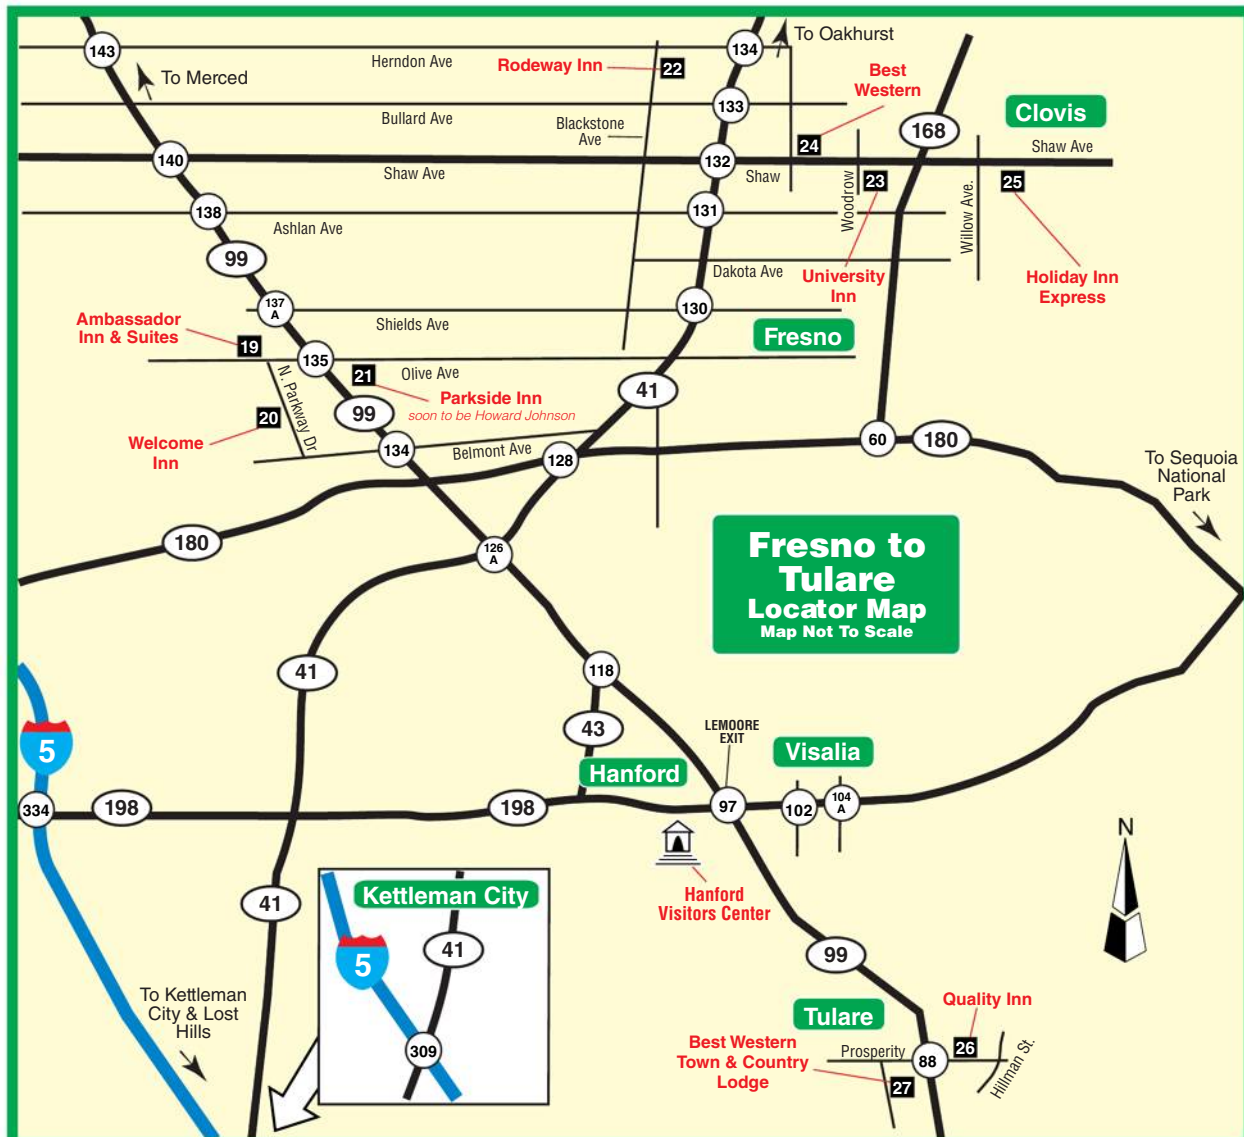 143
To Merced
Herndon Ave
Rodeway Inn
22
134
To Oakhurst
Best
Western
Bullard Ave
Blackstone
Ave
133
24
168
Clovis
Shaw Ave
140
Shaw Ave
132
Shaw
Woodrow
23
Willow Ave.
25
138
Ashlan Ave
131
99
Dakota Ave
University
Inn
Holiday Inn
Express
137
A
Shields Ave
130
Fresno
Ambassador
Inn & Suites
19
135
21
Olive Ave
N. Parkway Dr
Parkside Inn
soon to be Howard Johnson
41
20
99
Welcome
Inn
134
Belmont Ave
128
60
180
To Sequoia
National
Park
180
126
A
Fresno to
Tulare
Locator Map
Map Not To Scale
41
118
43
LEMOORE
EXIT
Visalia
5
Hanford
334
198
198
97
102
104
A
N
Hanford
Visitors Center
41
Kettleman City
41
5
309
99
To Kettleman
City & Lost
Hills
Tulare
Quality Inn
Best Western
Town & Country
Lodge
Prosperity
88
26
Hillman St.
27